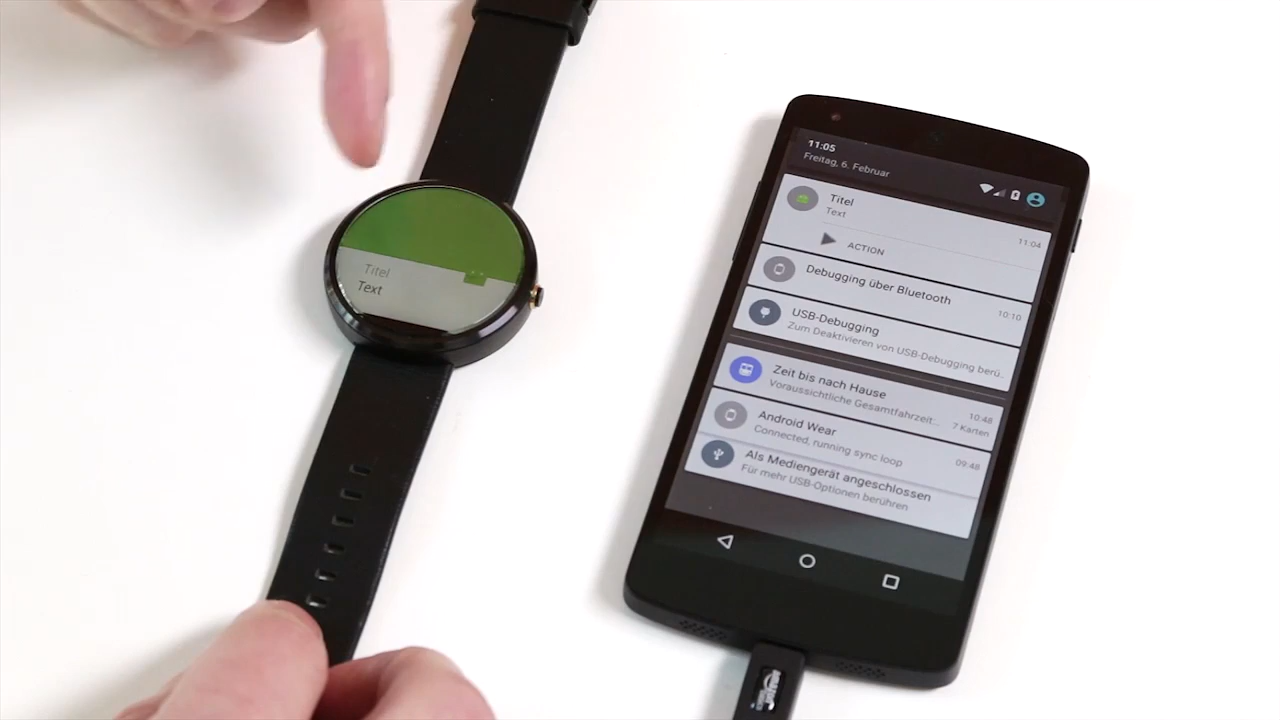 Titel
Text
11:05
Freitag, 6. Februar
Titel
Text
11:04
ACTION
Debugging über Bluetooth
10:10
USB-Debugging
Zum Deaktivieren von USB-Debugging berü..
Zeit bis nach Hause
10:48
Voraussichtliche Gesamtfahrzeit:..
7 Karten
Android Wear
Connected, running sync loop
09:48
Als Mediengerät angeschlossen
Für mehr USB-Optionen berühren